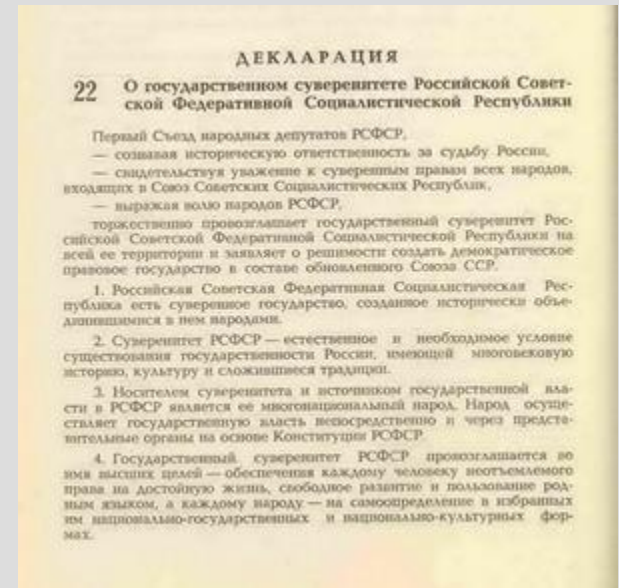 ДЕКЛАРАЦИЯ
22 О государственном суверенитете Российской Совет-
ской Федеративной Социалистической Республики
Первый Съезд народных депутатов РСФСР,
— сознавая историческую ответственность за судьбу России,
— свидетельствуя уважение к суверенным правам всех народов,
входящих в Союз Советских Социалистических Республик,
— выражая волю народов РСФСР,
торжественно провозглашает государственный суверенитет Рос-
сийской Советской Федеративной Социалистической Республики на
всей ее территории и заявляет о решимости создать демократическое
правовое государство в составе обновленного Союза ССР.
1. Российская Советская Федеративная Социалистическая Рес-
публика есть суверенное государство, созданное исторически объе-
динившимися в нем народами.
2. Суверенитет РСФСР — естественное и необходимое условие
существования государственности России, имеющей многовековую
историю, культуру и сложившиеся традиции.
3. Носителем суверенитета и источником государственной вла-
сти в РСФСР является ее многонациональный народ. Народ осуще-
ствляет государственную власть непосредственно и через предста-
вительные органы на основе Конституции РСФСР.
4. Государственный суверенитет РСФСР провозглашается во
имя высших целей — обеспечения каждому человеку неотъемлемого
права на достойную жизнь, свободное развитие и пользование род-
ным языком, а каждому народу — на самоопределение в избранных
им национально-государственных и национально-культурных фор-
мах.